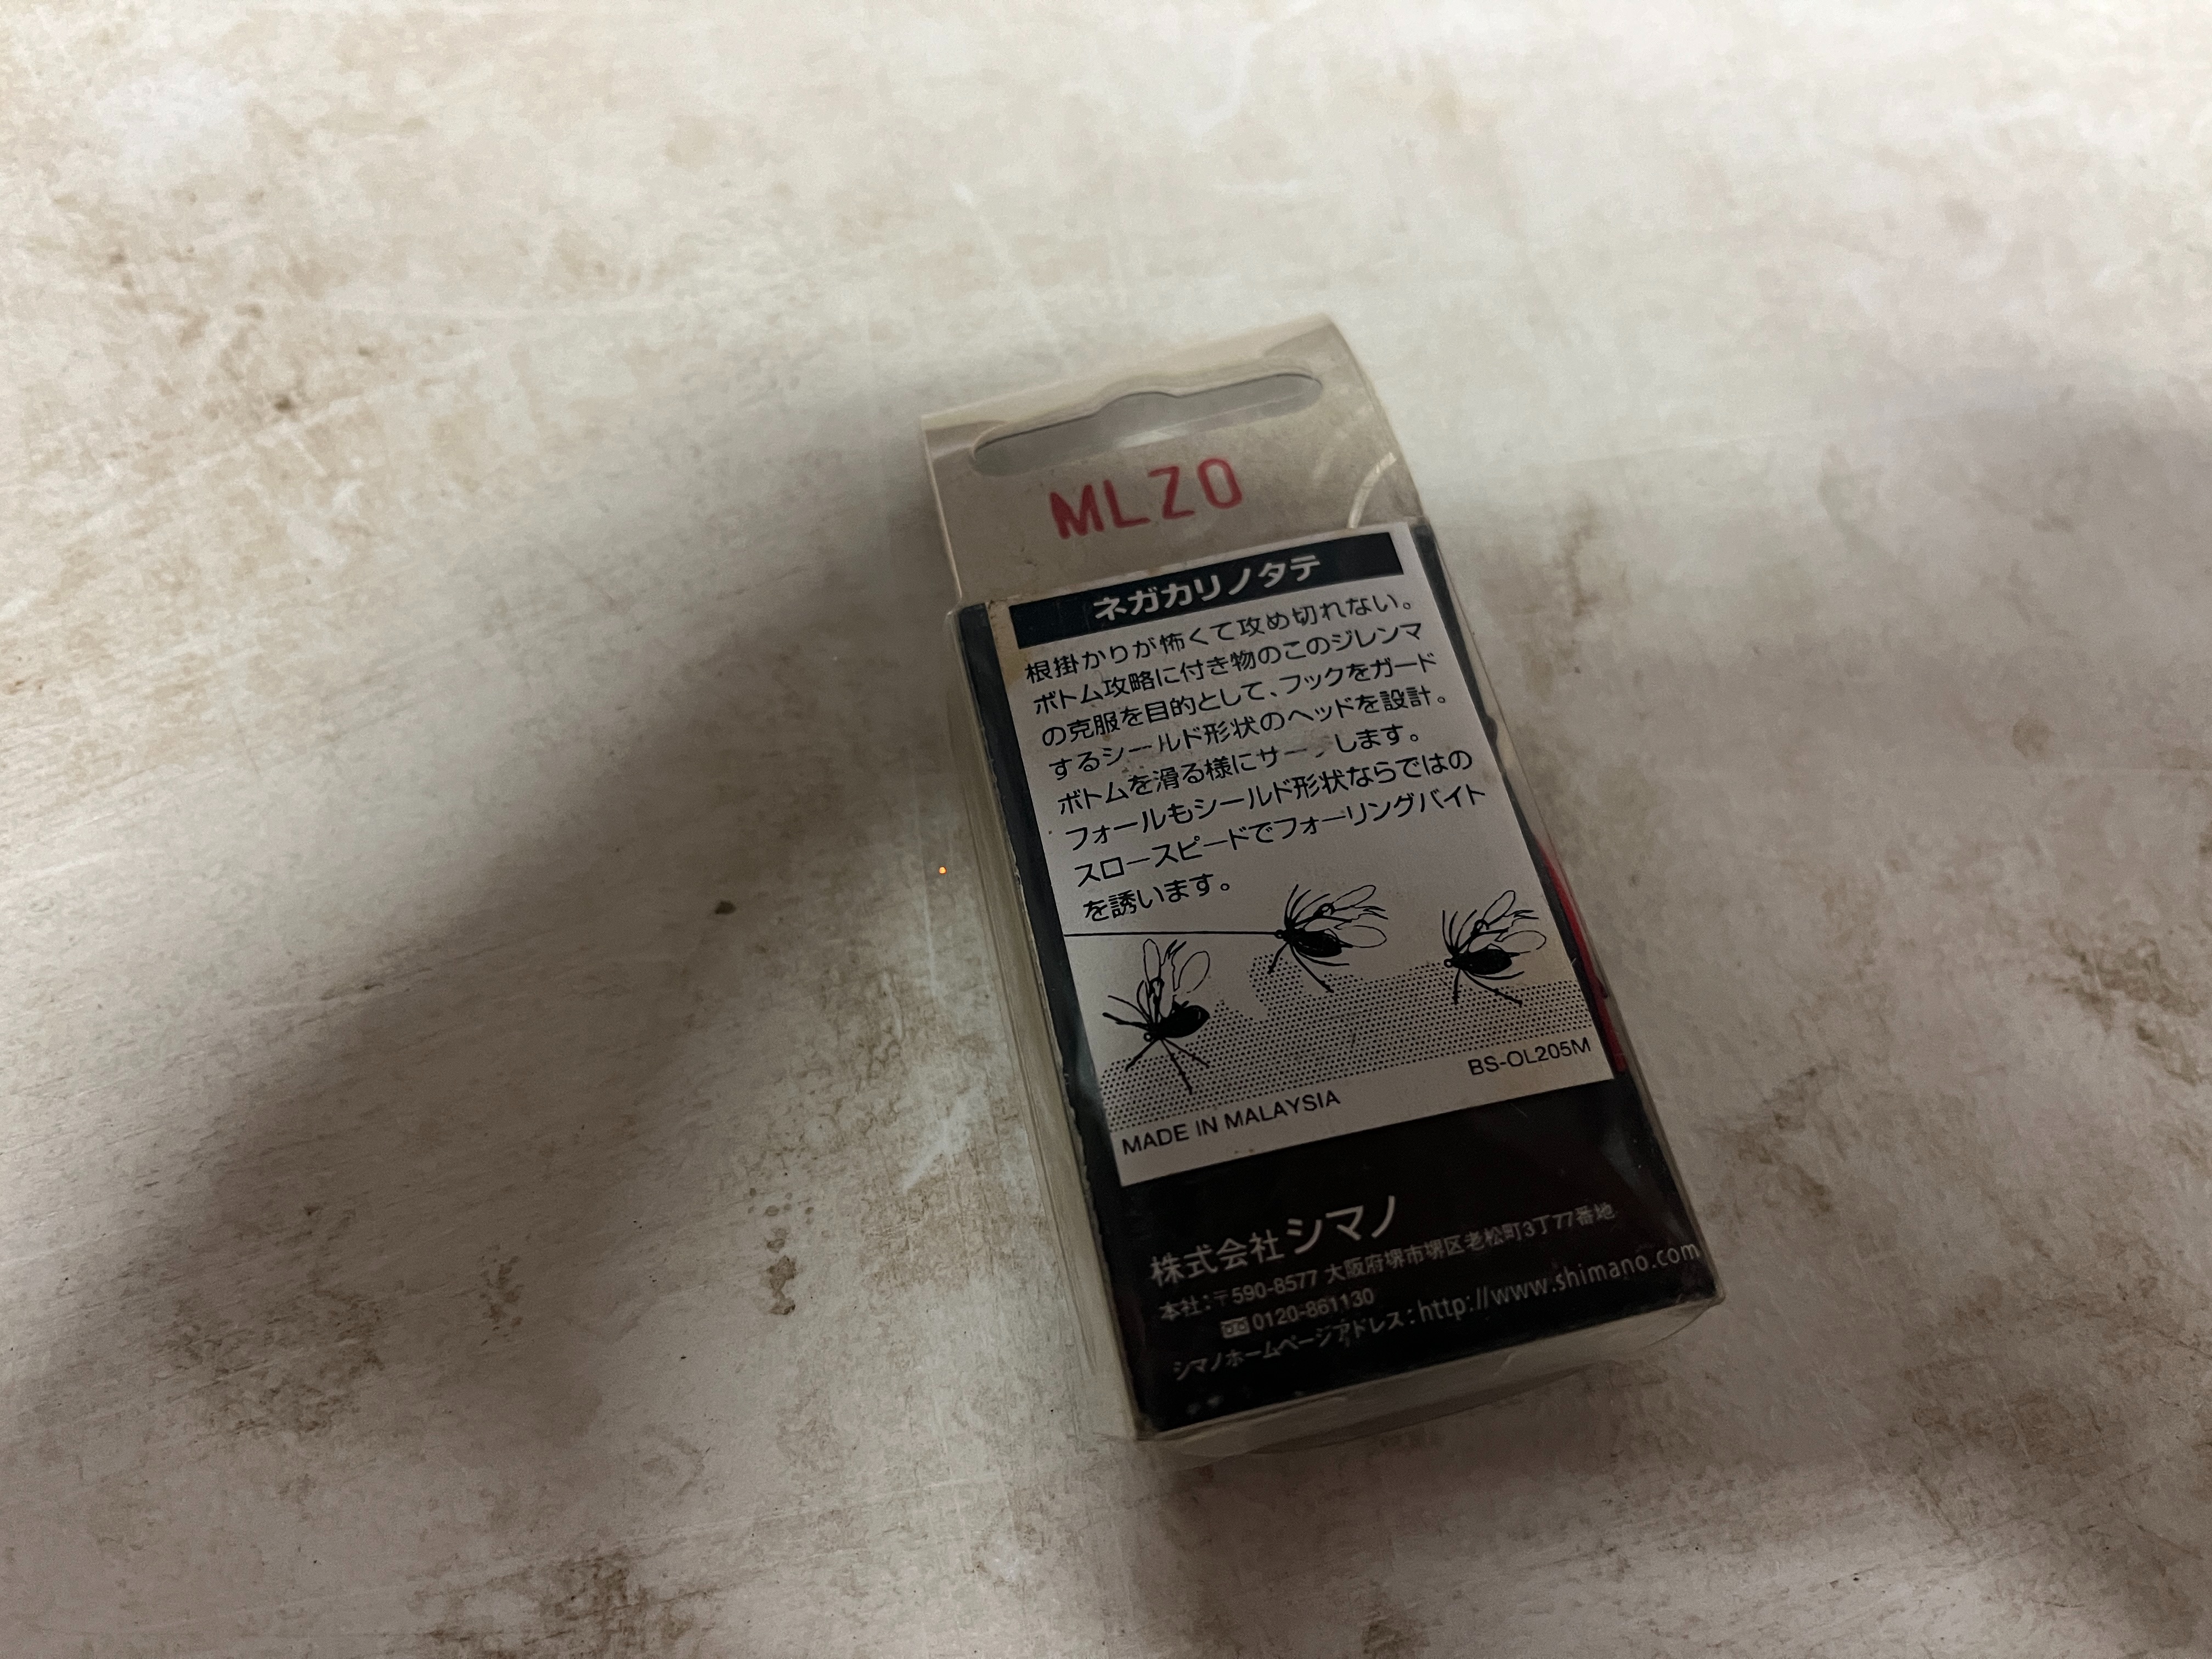 MLZO
ネガカリノタテ
根掛かりが怖くて攻め切れない。
ボトム攻略に付き物のこのジレンマ
の克服を目的として、フックをガード
するシールド形状のヘッドを設計。
ボトムを滑る様にサー します。
フォールもシールド形状ならではの
スロースピードでフォーリングバイト
を誘います。
BS-OL205M
MADE IN MALAYSIA
株式会社シマノ
本社:〒590-8577 大阪府堺市堺区老松町3丁77番地
0120-861130
シマノホームページアドレス:http://www.shimano.com